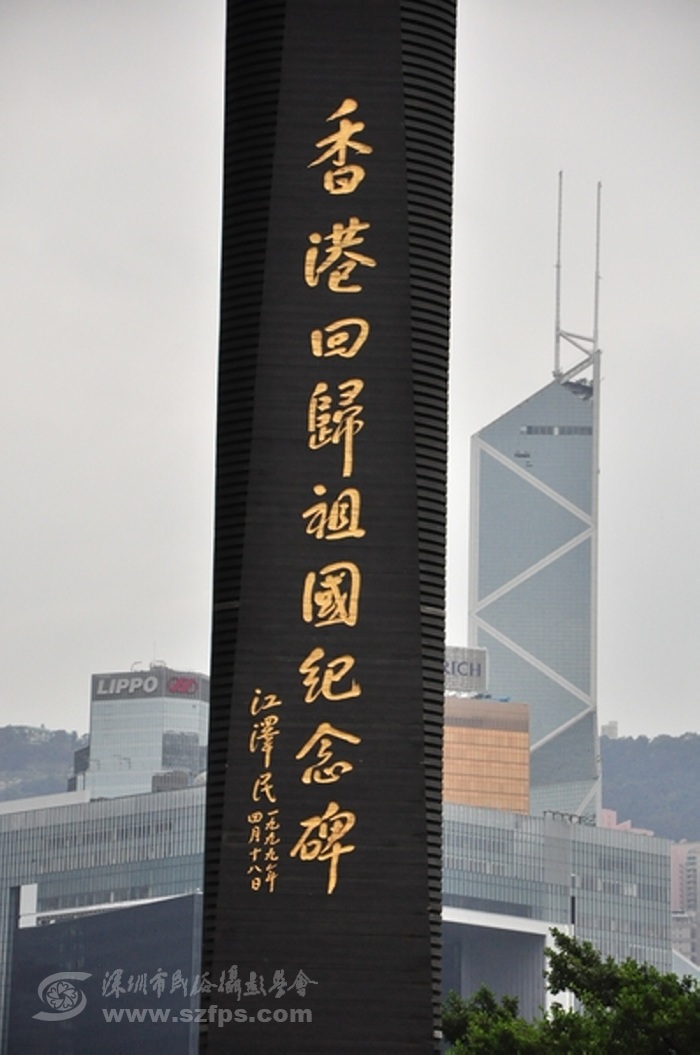 香港回歸祖國紀念碑
江澤民
一九九九年
四月十八日
LIPPO
RICH
深圳市民俗攝影學會
www.szfps.com